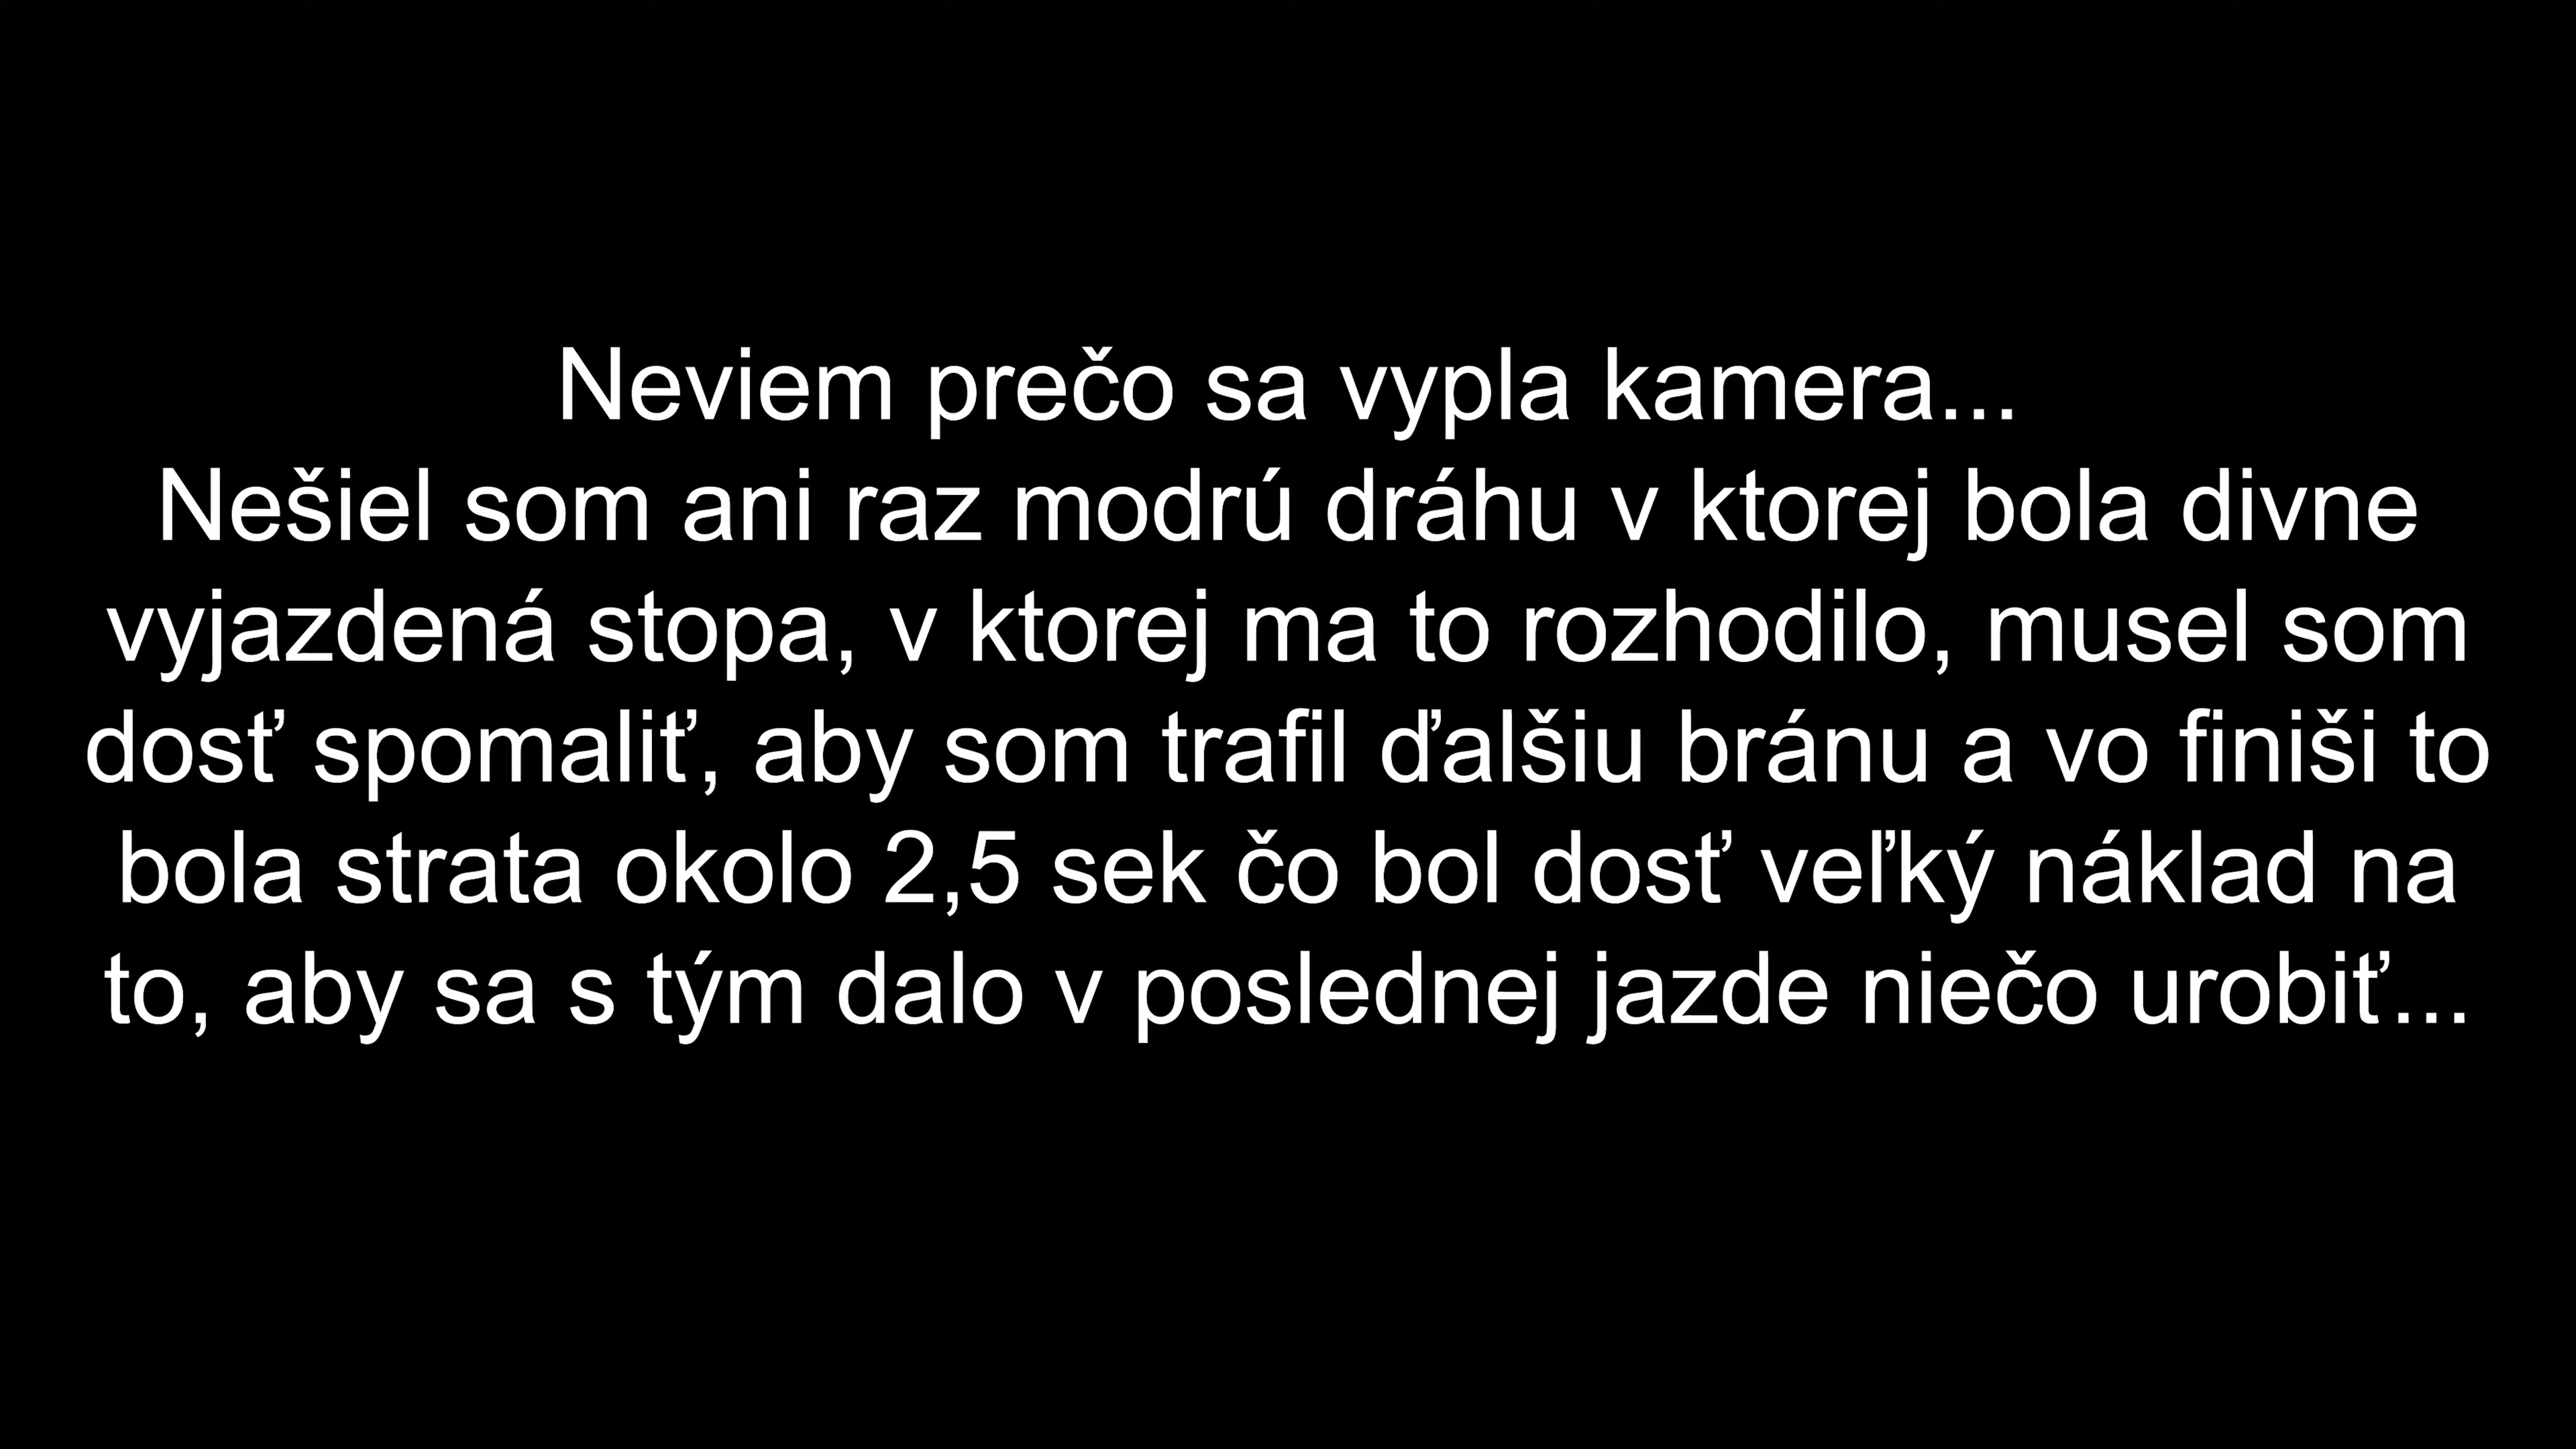 Neviem prečo sa vypla kamera...
Nešiel som ani raz modrú dráhu v ktorej bola divne
vyjazdená stopa, v ktorej ma to rozhodilo, musel som
dosť spomaliť, aby som trafil ďalšiu bránu a vo finiši to
bola strata okolo 2,5 sek čo bol dosť veľký náklad na
to, aby sa s tým dalo v poslednej jazde niečo urobiť...